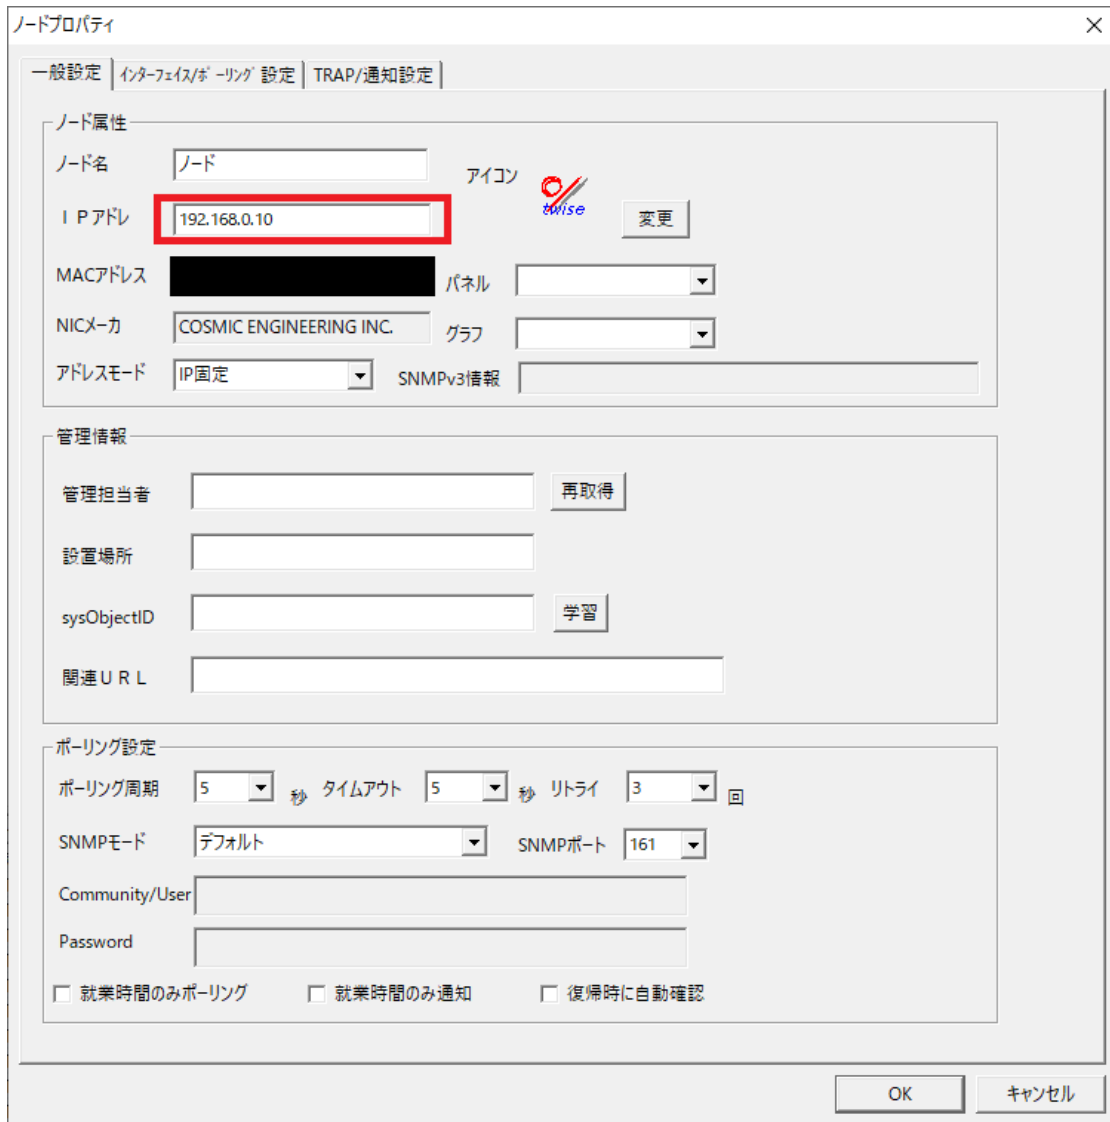 ノードプロパティ
一般設定 インターフェイス/ポーリング 設定 TRAP/通知設定
ノード属性
ノード名 ノード アイコン twise
ＩＰアドレ 192.168.0.10 変更
MACアドレス パネル
NICメーカ COSMIC ENGINEERING INC. グラフ
アドレスモード IP固定 SNMPv3情報
管理情報
管理担当者 再取得
設置場所
sysObjectID 学習
関連ＵＲＬ
ポーリング設定
ポーリング周期 5 秒 タイムアウト 5 秒 リトライ 3 回
SNMPモード デフォルト SNMPポート 161
Community/User
Password
就業時間のみポーリング 就業時間のみ通知 復帰時に自動確認
OK キャンセル